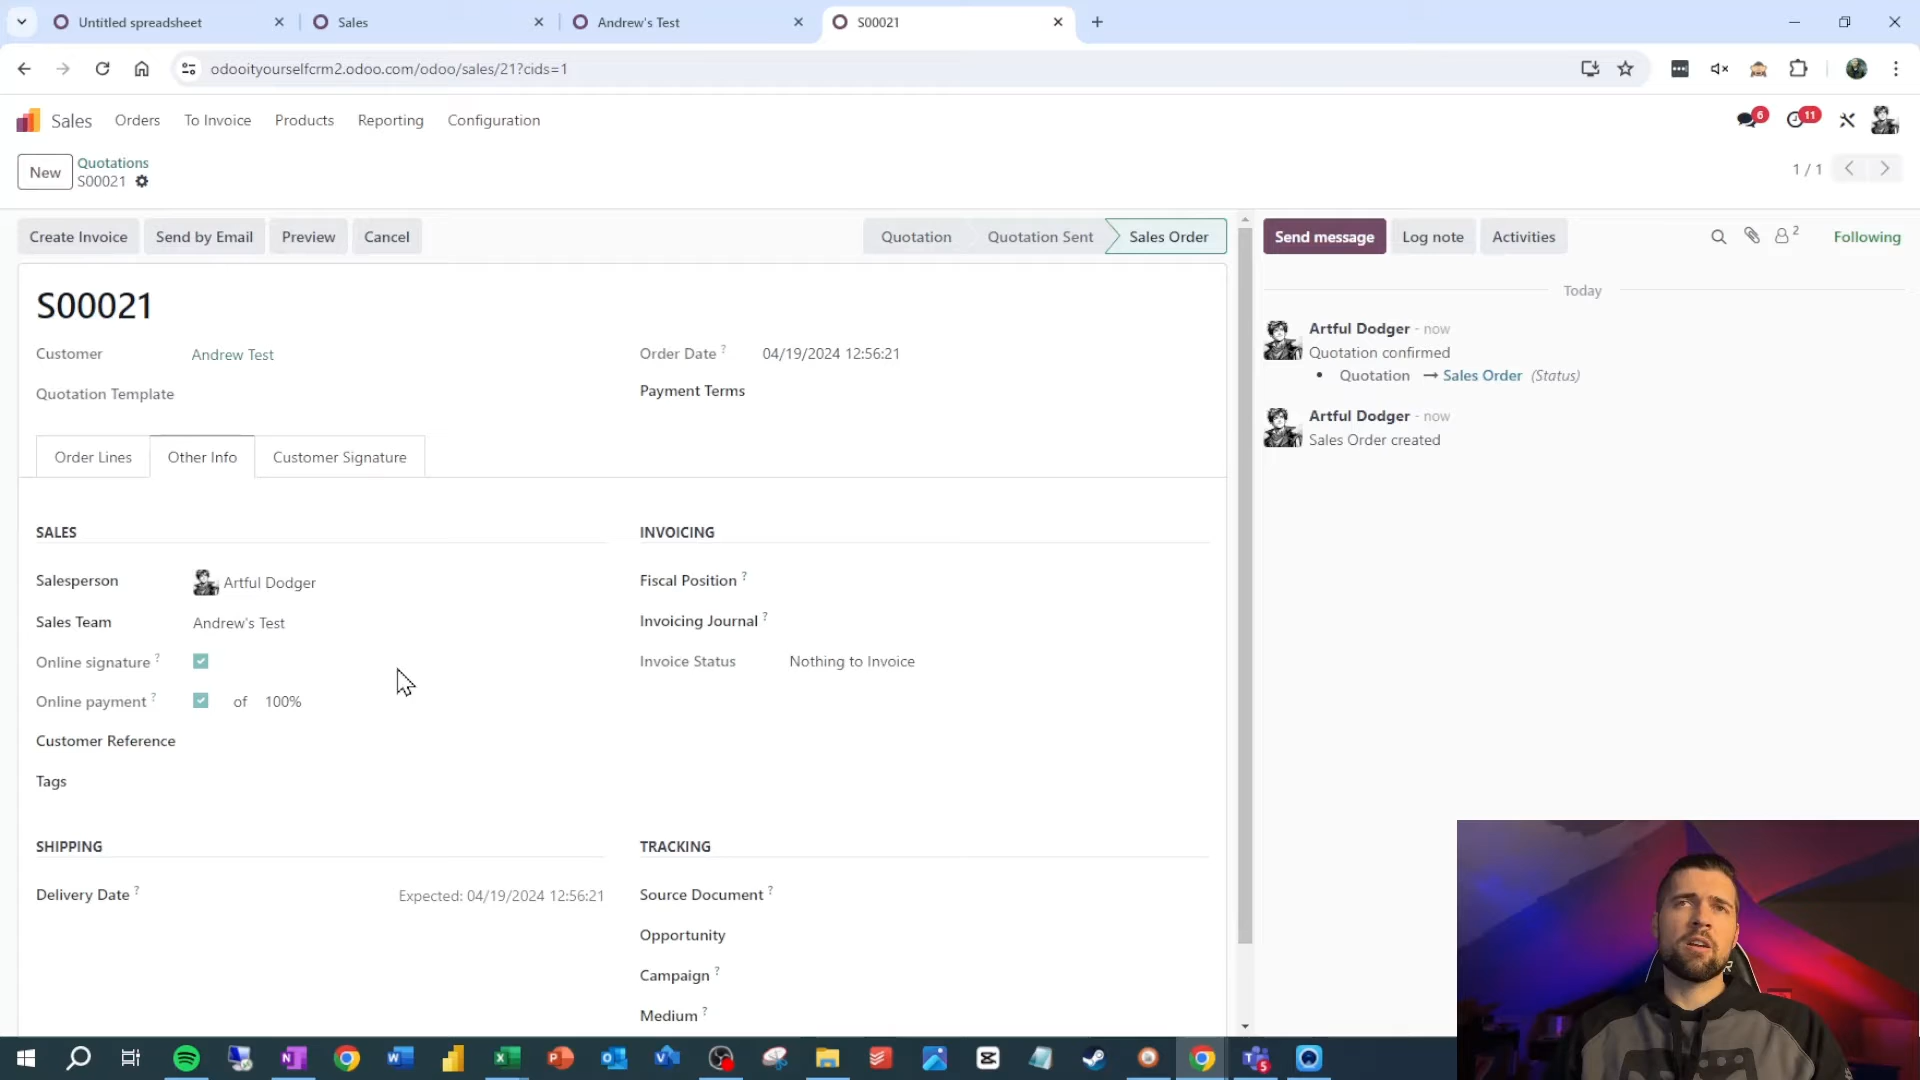 Untitled spreadsheet
Sales
Andrew's Test
S00021
odooityourselfcrm2.odoo.com/odoo/sales/21?cids=1
Sales
Orders
To Invoice
Products
Reporting
Configuration
6
11
New
Quotations
S00021
1 / 1
Create Invoice
Send by Email
Preview
Cancel
Quotation
Quotation Sent
Sales Order
Send message
Log note
Activities
2
Following
S00021
Customer
Andrew Test
Order Date ?
04/19/2024 12:56:21
Quotation Template
Payment Terms
Order Lines
Other Info
Customer Signature
SALES
Salesperson
Artful Dodger
Sales Team
Andrew's Test
Online signature ?
Online payment ?
of 100%
Customer Reference
Tags
INVOICING
Fiscal Position ?
Invoicing Journal ?
Invoice Status
Nothing to Invoice
SHIPPING
Delivery Date ?
Expected: 04/19/2024 12:56:21
TRACKING
Source Document ?
Opportunity
Campaign ?
Medium ?
Today
Artful Dodger - now
Quotation confirmed
• Quotation → Sales Order (Status)
Artful Dodger - now
Sales Order created